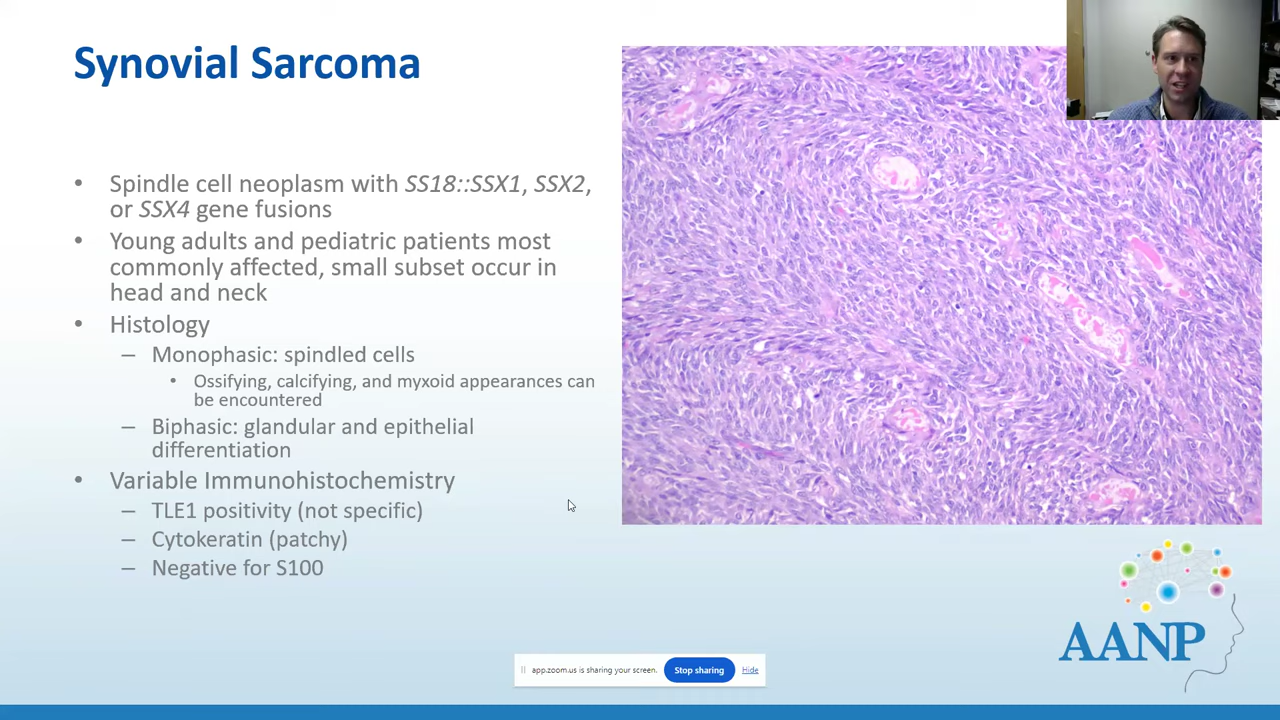 Synovial Sarcoma
• Spindle cell neoplasm with SS18::SSX1, SSX2,
or SSX4 gene fusions
• Young adults and pediatric patients most
commonly affected, small subset occur in
head and neck
• Histology
– Monophasic: spindled cells
• Ossifying, calcifying, and myxoid appearances can
be encountered
– Biphasic: glandular and epithelial
differentiation
• Variable Immunohistochemistry
– TLE1 positivity (not specific)
– Cytokeratin (patchy)
– Negative for S100
AANP
app.zoom.us is sharing your screen. Stop sharing Hide